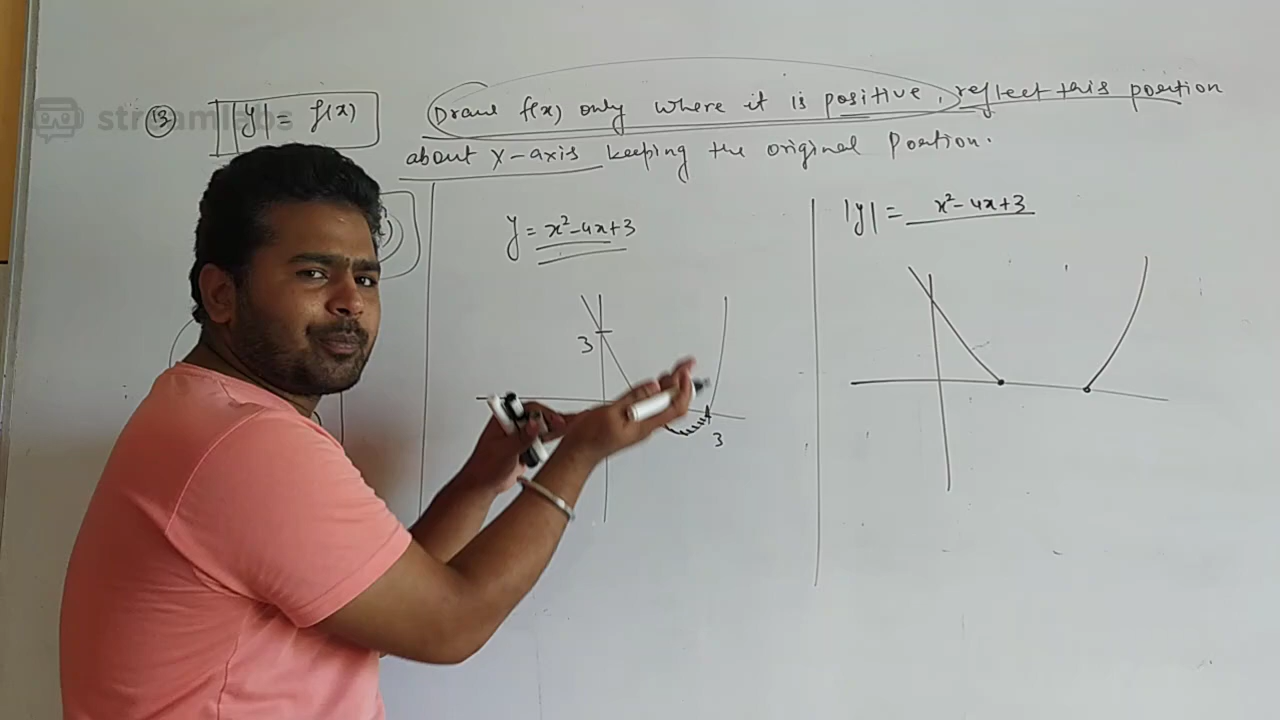 streamlabs
13 |y| = f(x)
Draw f(x) only where it is positive, reflect this position
about x-axis keeping the original Portion.
y = x²-4x+3
|y| = x²-4x+3
3
3